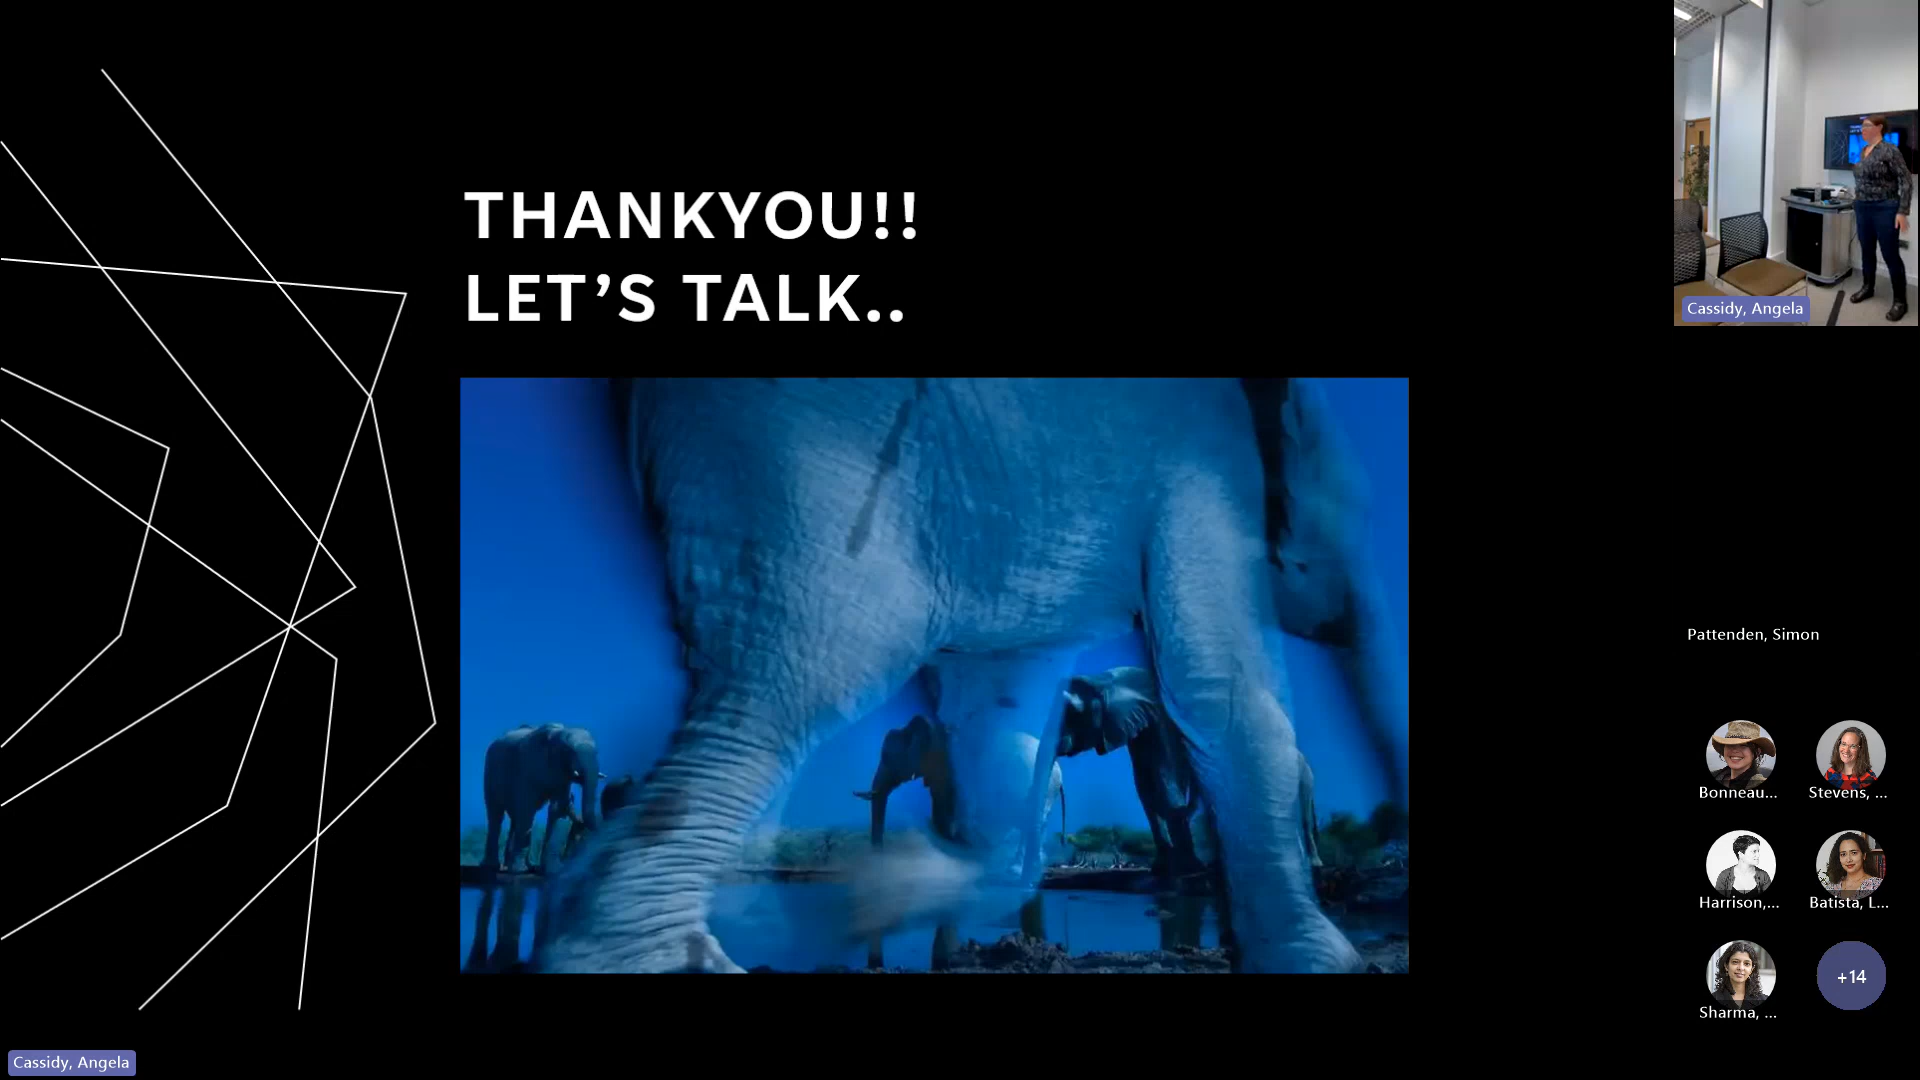 THANKYOU!!
LET’S TALK..
Cassidy, Angela
Pattenden, Simon
Bonneau...
Stevens, ...
Harrison,...
Batista, L...
Sharma, ...
+14
Cassidy, Angela